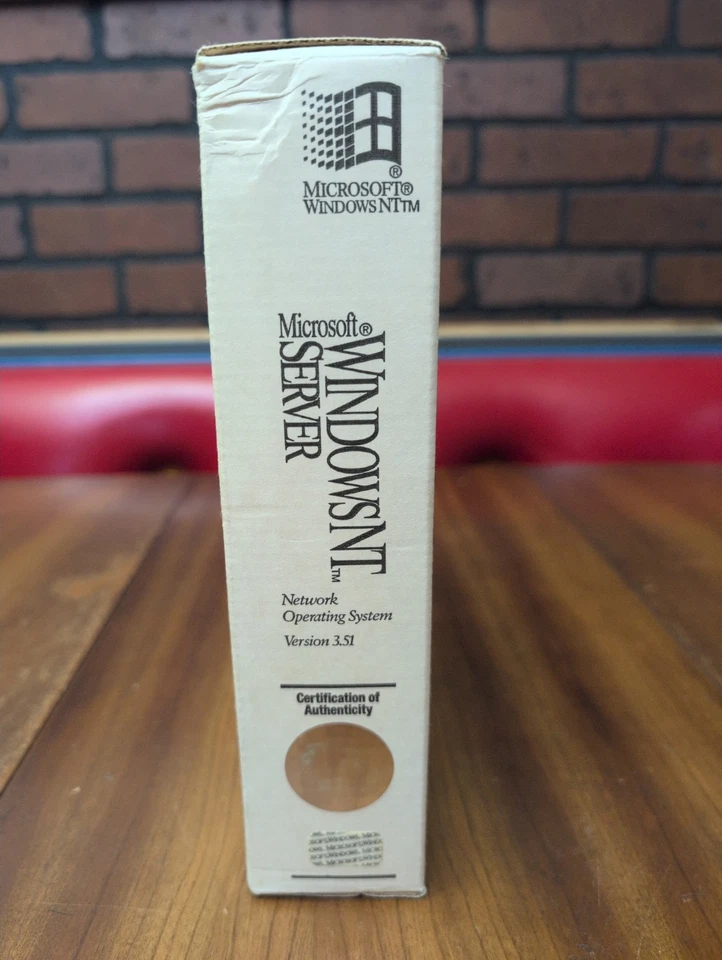 MICROSOFT®
WINDOWS NT™
Microsoft®
WINDOWS NT™
SERVER
Network
Operating System
Version 3.51
Certification of
Authenticity